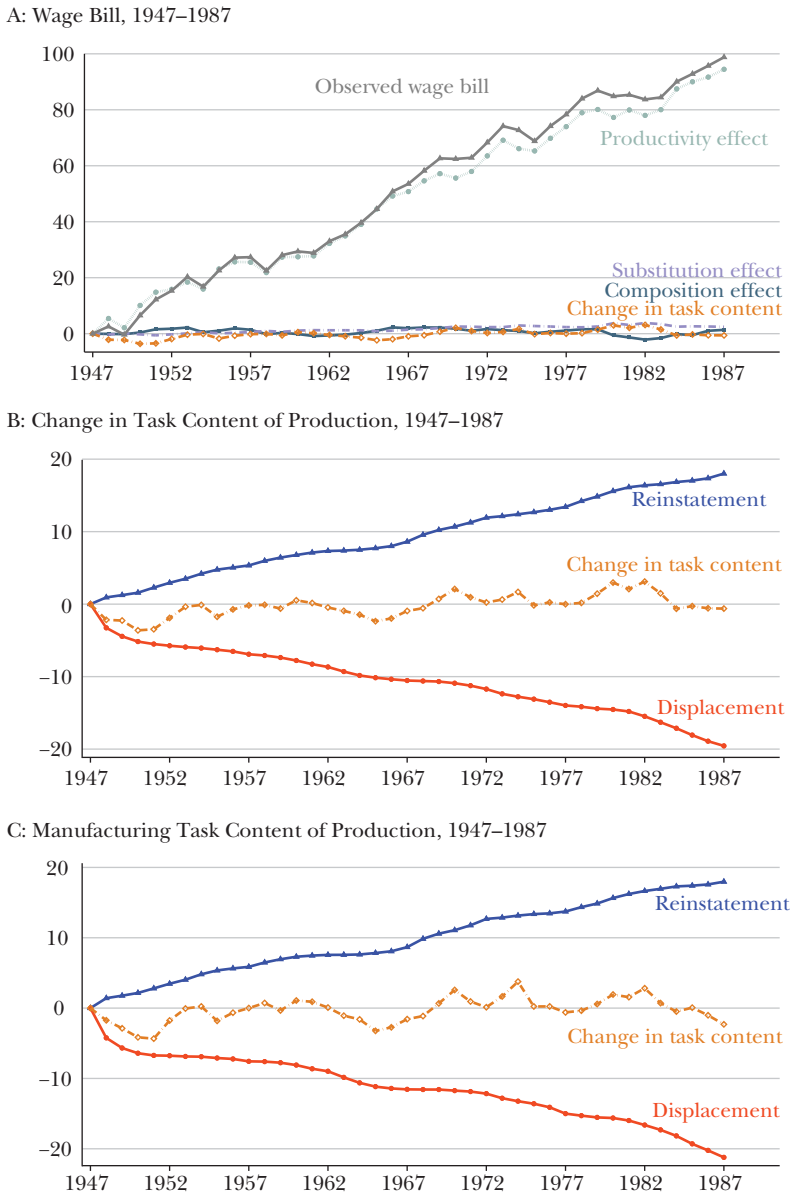 A: Wage Bill, 1947–1987
100
Observed wage bill
80
Productivity effect
60
40
20
Substitution effect
Composition effect
Change in task content
0
1947 1952 1957 1962 1967 1972 1977 1982 1987
B: Change in Task Content of Production, 1947–1987
20
Reinstatement
10
Change in task content
0
−10
Displacement
−20
1947 1952 1957 1962 1967 1972 1977 1982 1987
C: Manufacturing Task Content of Production, 1947–1987
20
Reinstatement
10
0
Change in task content
−10
Displacement
−20
1947 1952 1957 1962 1967 1972 1977 1982 1987